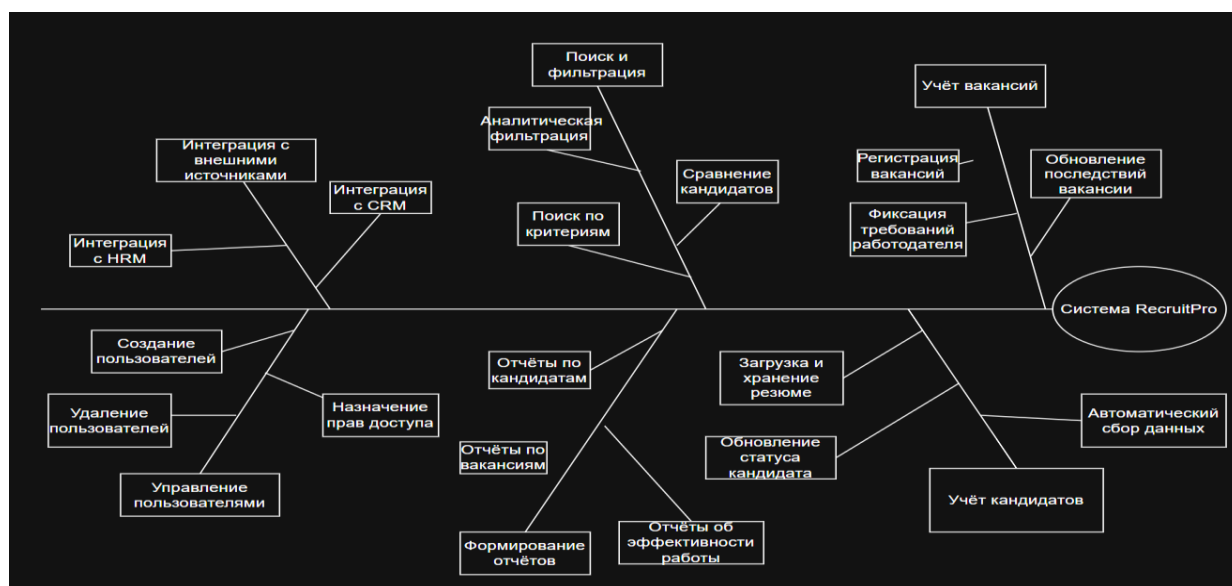 Поиск и
фильтрация
Учёт вакансий
Аналитическая
фильтрация
Интеграция с
внешними
источниками
Регистрация
вакансий
Обновление
последствий
вакансии
Сравнение
кандидатов
Интеграция
с CRM
Поиск по
критериям
Фиксация
требований
работодателя
Интеграция
с HRM
Система RecruitPro
Создание
пользователей
Отчёты по
кандидатам
Загрузка и
хранение
резюме
Удаление
пользователей
Назначение
прав доступа
Автоматический
сбор данных
Отчёты по
вакансиям
Обновление
статуса
кандидата
Управление
пользователями
Учёт кандидатов
Формирование
отчётов
Отчёты об
эффективности
работы